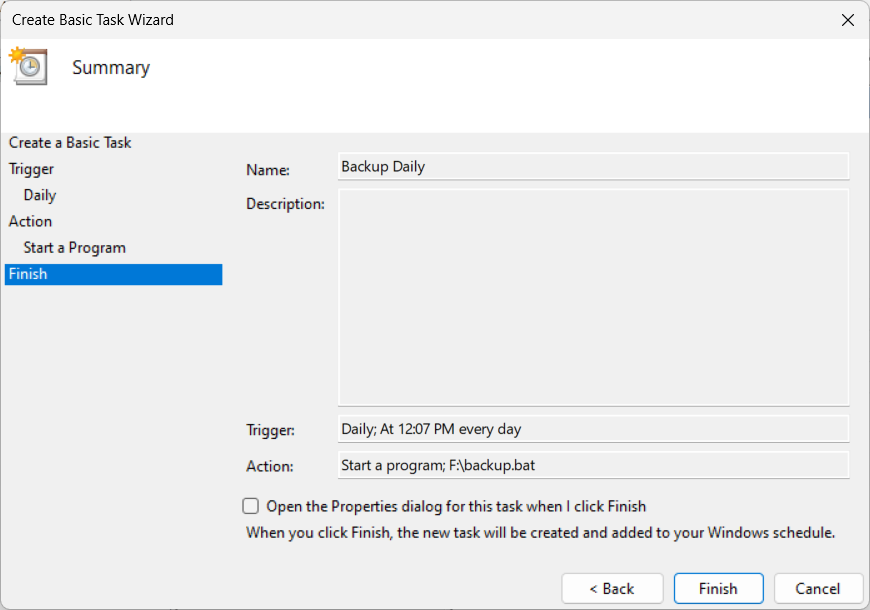 Create Basic Task Wizard
Summary
Create a Basic Task
Trigger
Daily
Action
Start a Program
Finish
Name:
Backup Daily
Description:
Trigger:
Daily; At 12:07 PM every day
Action:
Start a program; F:\backup.bat
Open the Properties dialog for this task when I click Finish
When you click Finish, the new task will be created and added to your Windows schedule.
< Back
Finish
Cancel